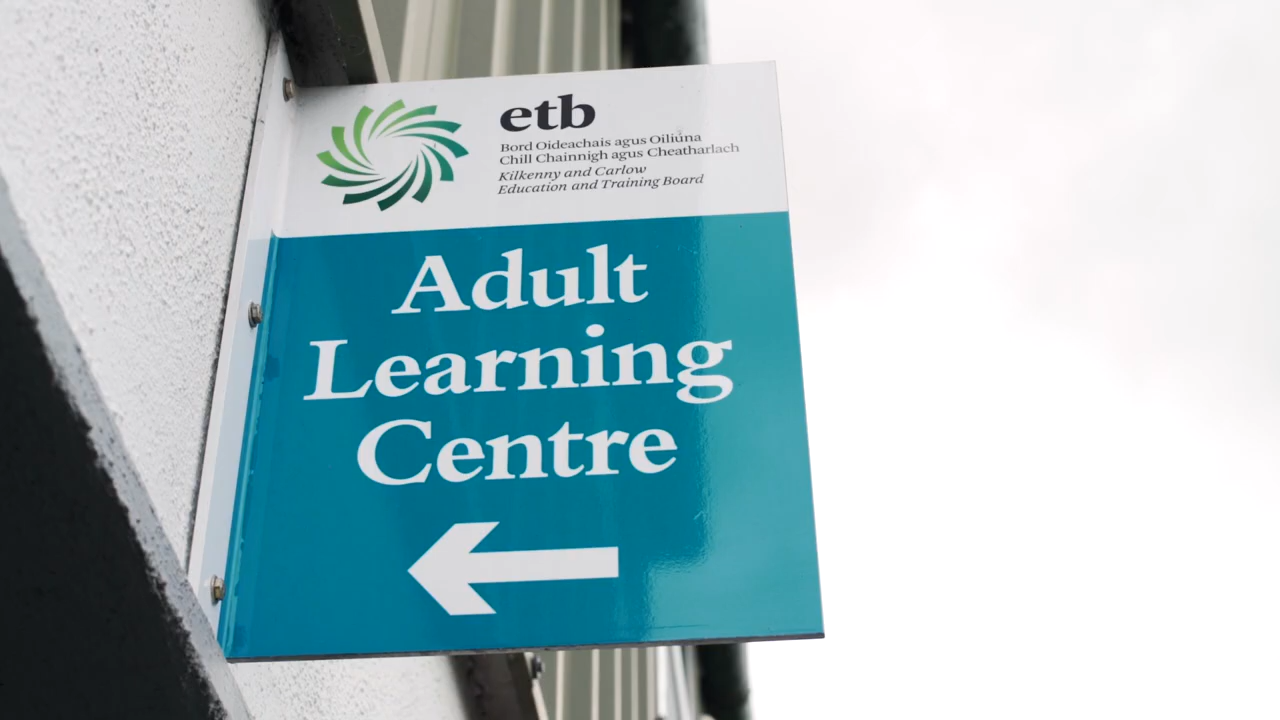 etb
Bord Oideachais agus Oiliúna
Chill Chainnigh agus Cheatharlach
Kilkenny and Carlow
Education and Training Board
Adult
Learning
Centre